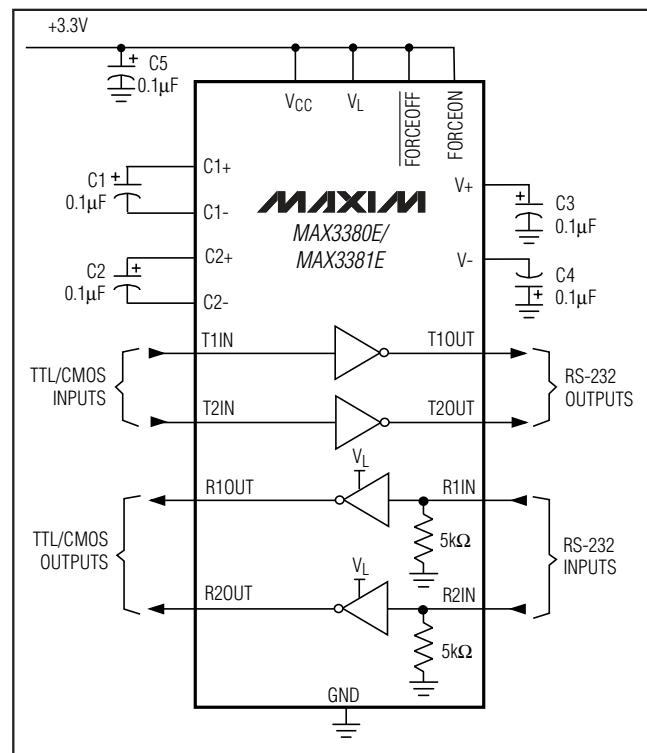 +3.3V
C5
0.1µF
VCC
VL
FORCEOFF
FORCEON
C1
0.1µF
C1+
C1-
MAXIM
MAX3380E/
MAX3381E
V+
C3
0.1µF
C2
0.1µF
C2+
C2-
V-
C4
0.1µF
TTL/CMOS
INPUTS
T1IN
T1OUT
T2IN
T2OUT
RS-232
OUTPUTS
TTL/CMOS
OUTPUTS
R1OUT
VL
R1IN
5kΩ
R2OUT
VL
R2IN
5kΩ
RS-232
INPUTS
GND